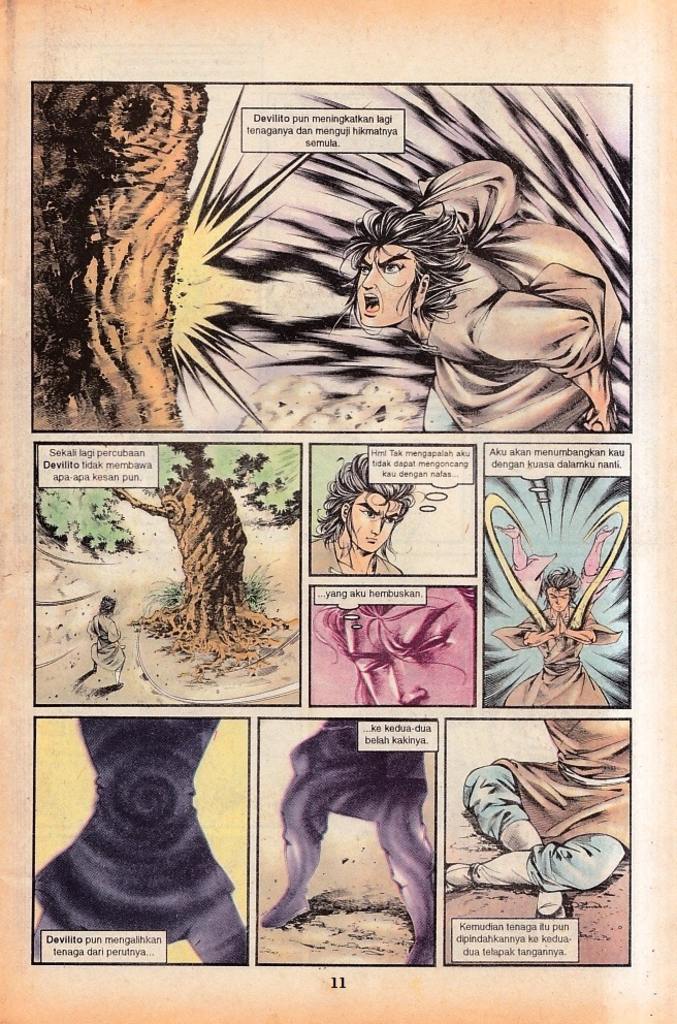 Devilito pun meningkatkan lagi
tenaganya dan menguji hikmatnya
semula.
Sekali lagi percubaan
Devilito tidak membawa
apa-apa kesan pun.
Hm! Tak mengapalah aku
tidak dapat mengoncang
kau dengan nafas...
...yang aku hembuskan.
Aku akan menumbangkan kau
dengan kuasa dalamku nanti.
Devilito pun mengalihkan
tenaga dari perutnya...
...ke kedua-dua
belah kakinya.
Kemudian tenaga itu pun
dipindahkannya ke kedua-
dua telapak tangannya.
11